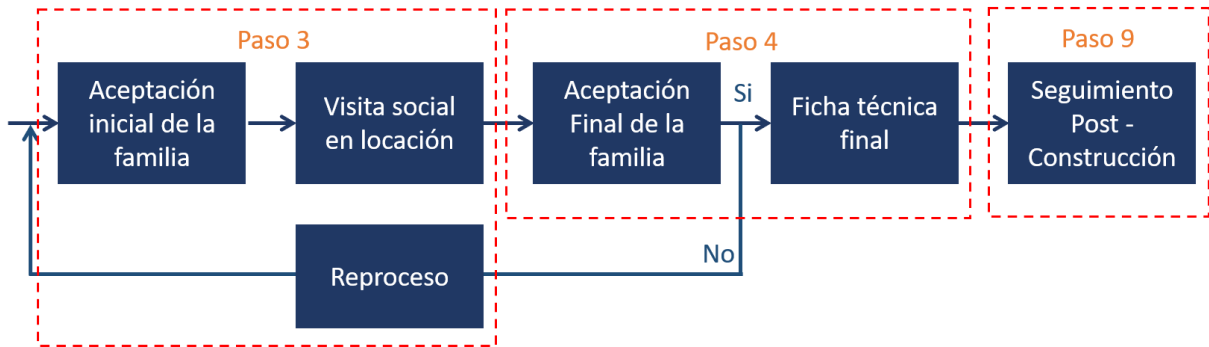 Paso 3
Aceptación
inicial de la
familia
Visita social
en locación
Reproceso
Paso 4
Aceptación
Final de la
familia
Si
No
Ficha técnica
final
Paso 9
Seguimiento
Post -
Construcción